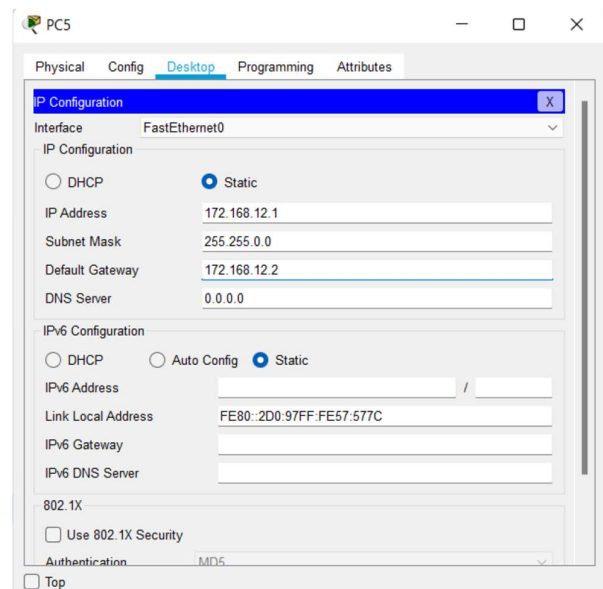 PC5
Physical Config Desktop Programming Attributes
IP Configuration X
Interface FastEthernet0
IP Configuration
DHCP Static
IP Address 172.168.12.1
Subnet Mask 255.255.0.0
Default Gateway 172.168.12.2
DNS Server 0.0.0.0
IPv6 Configuration
DHCP Auto Config Static
IPv6 Address /
Link Local Address FE80::2D0:97FF:FE57:577C
IPv6 Gateway
IPv6 DNS Server
802.1X
Use 802.1X Security
Authentication MD5
Top